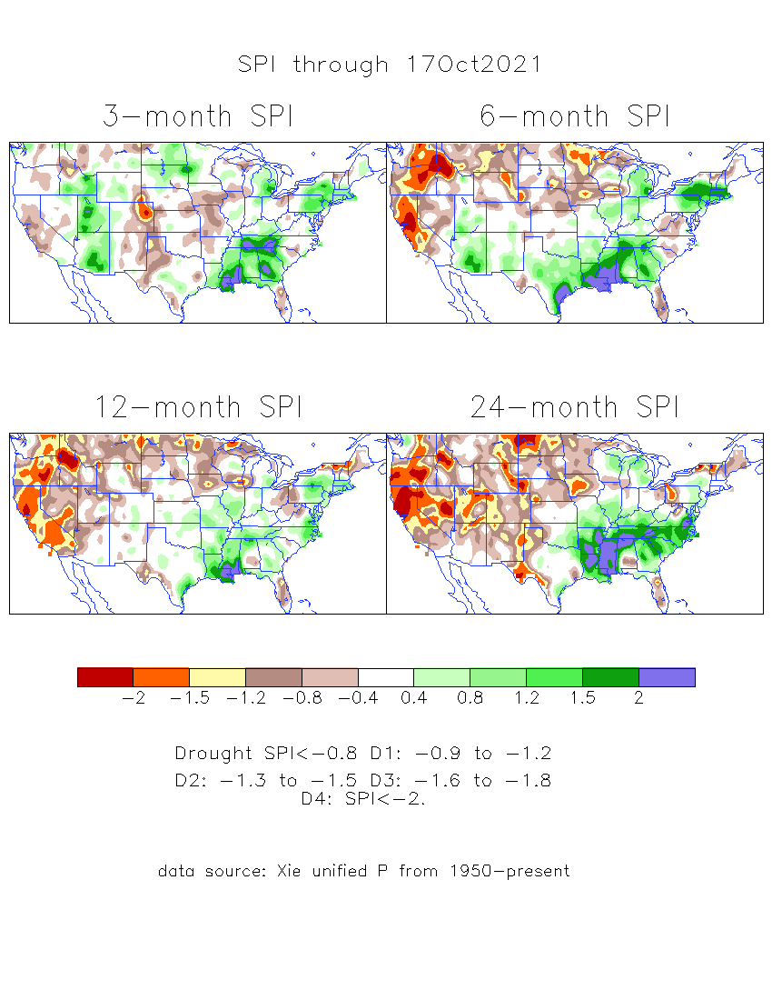 SPI through 17Oct2021
3-month SPI
6-month SPI
12-month SPI
24-month SPI
-2 -1.5 -1.2 -0.8 -0.4 0.4 0.8 1.2 1.5 2
Drought SPI<-0.8 D1: -0.9 to -1.2
D2: -1.3 to -1.5 D3: -1.6 to -1.8
D4: SPI<-2.
data source: Xie unified P from 1950-present